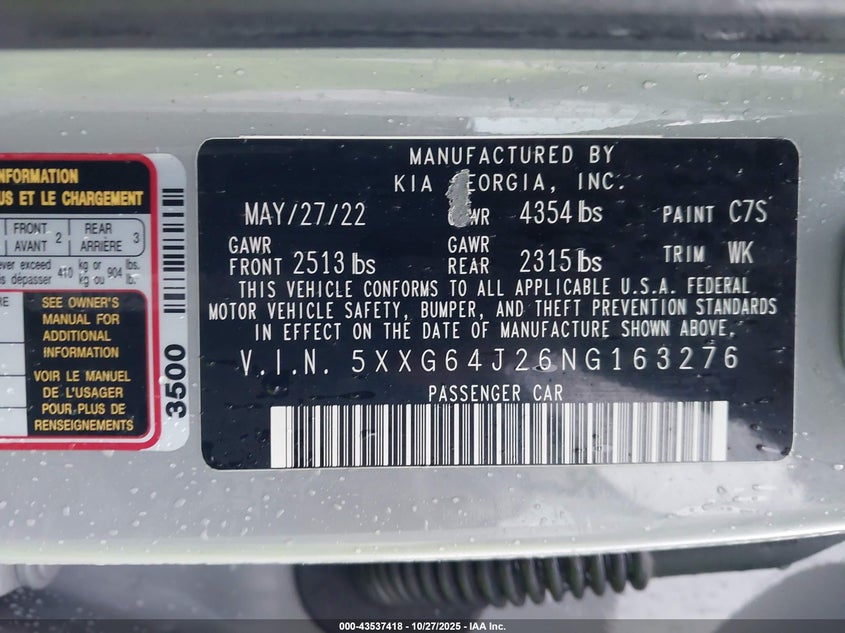 INFORMATION
US ET LE CHARGEMENT
FRONT 2 REAR 3
AVANT ARRIÈRE
ever exceed 410 kg or 904 lbs.
s dépasser kg ou lb.
SEE OWNER'S
MANUAL FOR
ADDITIONAL
INFORMATION
VOIR LE MANUEL
DE L'USAGER
POUR PLUS DE
RENSEIGNEMENTS
3500
MANUFACTURED BY
KIA EORGIA, INC.
MAY/27/22 WR 4354 lbs PAINT C7S
GAWR FRONT 2513 lbs GAWR REAR 2315 lbs TRIM WK
THIS VEHICLE CONFORMS TO ALL APPLICABLE U.S.A. FEDERAL
MOTOR VEHICLE SAFETY, BUMPER, AND THEFT PREVENTION STANDARDS
IN EFFECT ON THE DATE OF MANUFACTURE SHOWN ABOVE.
V.I.N. 5XXG64J26NG163276
PASSENGER CAR
000-43537418 - 10/27/2025 - IAA Inc.